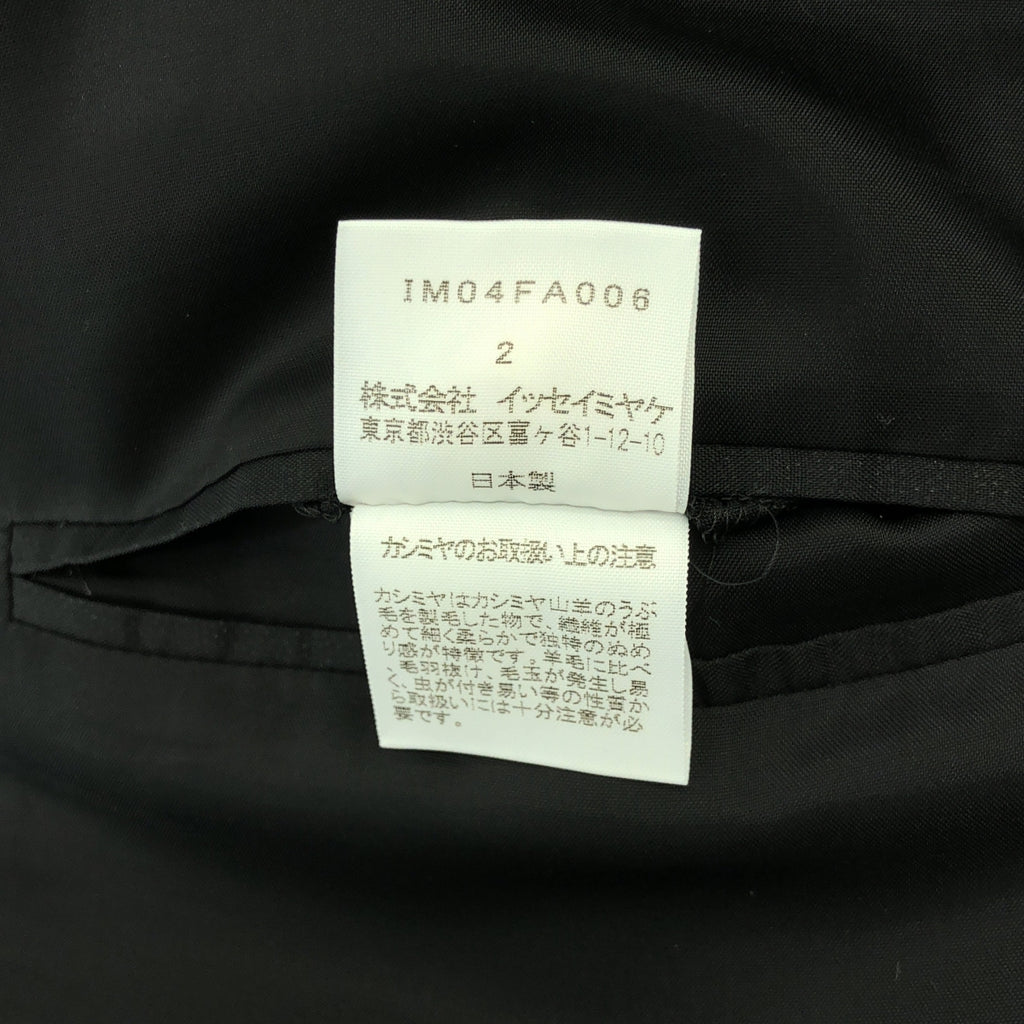 IM04FA006
2
株式会社 イッセイミヤケ
東京都渋谷区富ヶ谷1-12-10
日本製
カシミヤのお取扱い上の注意
カシミヤはカシミヤ山羊のうぶ
毛を製毛した物で、繊維が極
めて細く柔らかで独特のぬめ
り感が特徴です。羊毛に比べ
、毛羽抜け、毛玉が発生し易
く、虫が付き易い等の性質か
ら取扱いには十分注意が必
要です。